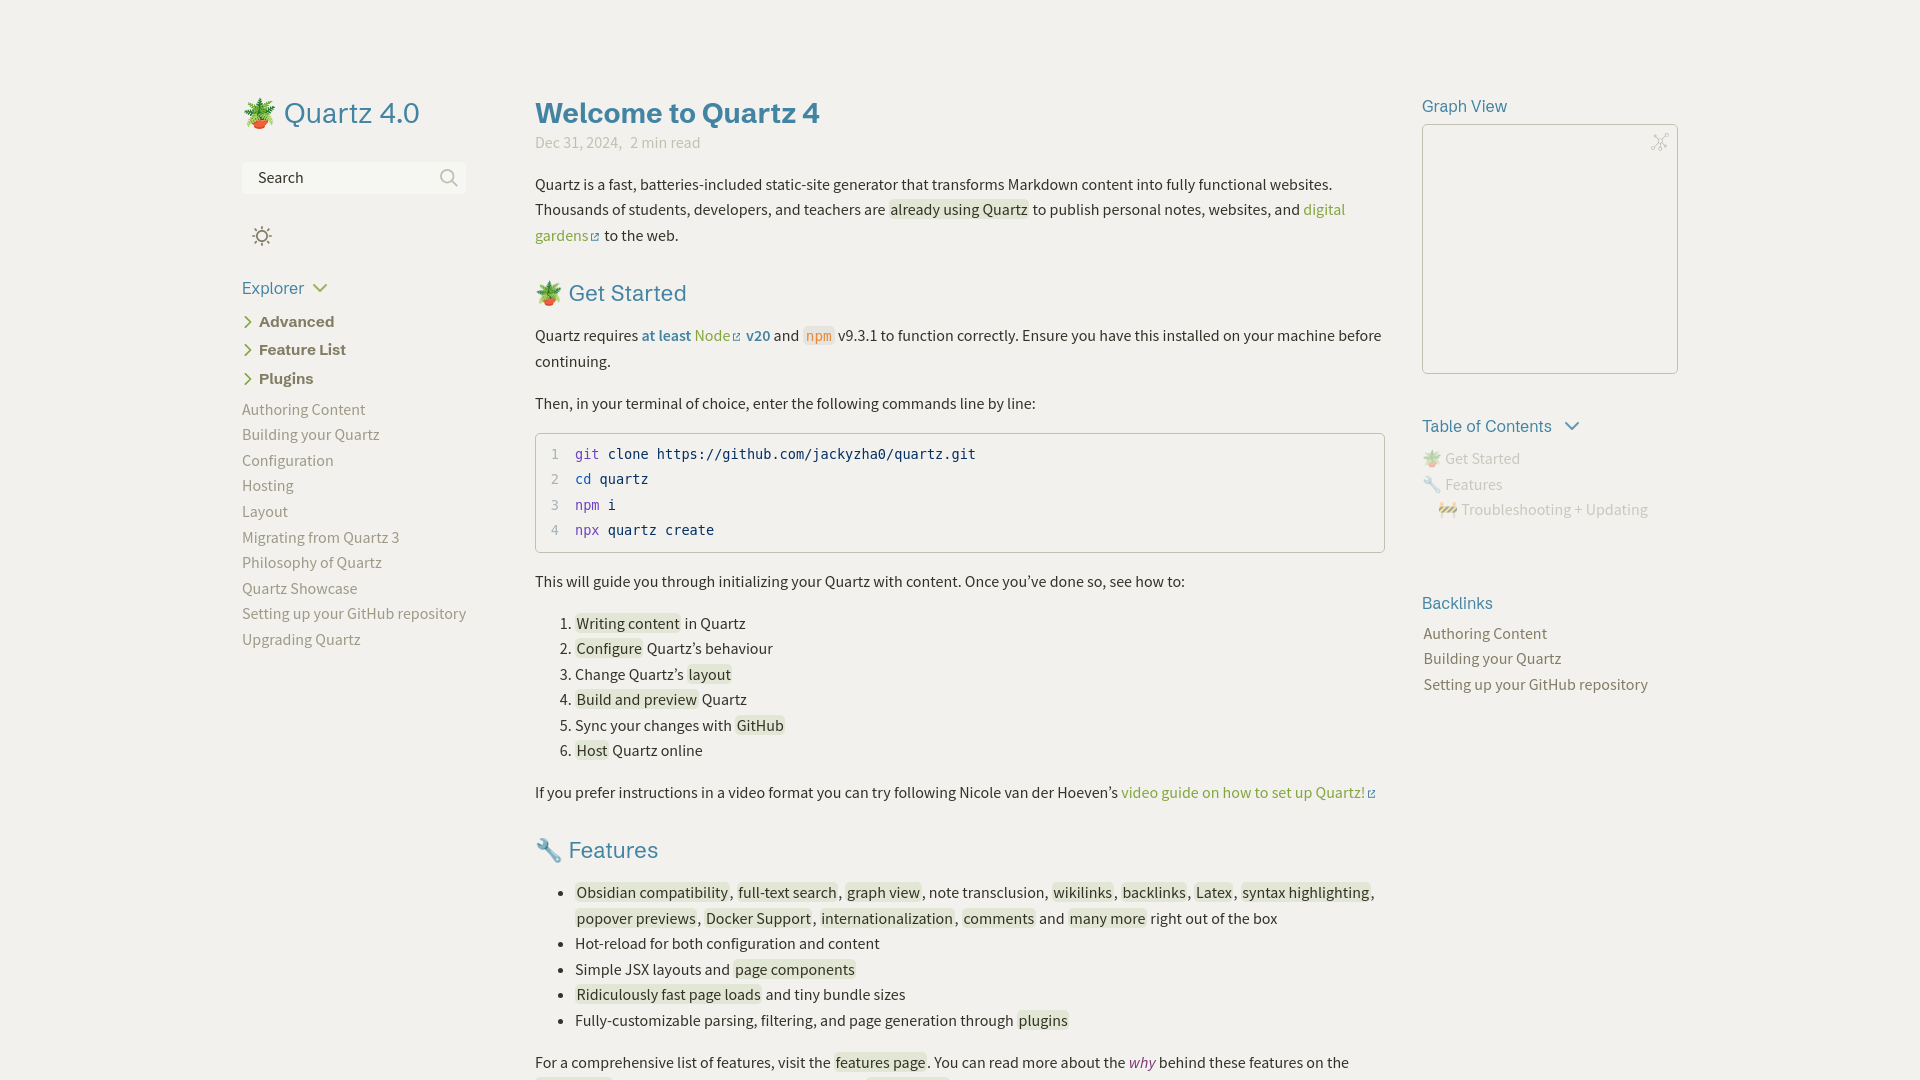 🪴 Quartz 4.0
Search
Explorer
Advanced
Feature List
Plugins
Authoring Content
Building your Quartz
Configuration
Hosting
Layout
Migrating from Quartz 3
Philosophy of Quartz
Quartz Showcase
Setting up your GitHub repository
Upgrading Quartz
Welcome to Quartz 4
Dec 31, 2024, 2 min read
Quartz is a fast, batteries-included static-site generator that transforms Markdown content into fully functional websites.
Thousands of students, developers, and teachers are already using Quartz to publish personal notes, websites, and digital
gardens to the web.
🪴 Get Started
Quartz requires at least Node v20 and npm v9.3.1 to function correctly. Ensure you have this installed on your machine before
continuing.
Then, in your terminal of choice, enter the following commands line by line:
1 git clone https://github.com/jackyzha0/quartz.git
2 cd quartz
3 npm i
4 npx quartz create
This will guide you through initializing your Quartz with content. Once you’ve done so, see how to:
1. Writing content in Quartz
2. Configure Quartz’s behaviour
3. Change Quartz’s layout
4. Build and preview Quartz
5. Sync your changes with GitHub
6. Host Quartz online
If you prefer instructions in a video format you can try following Nicole van der Hoeven’s video guide on how to set up Quartz!
🔧 Features
• Obsidian compatibility, full-text search, graph view, note transclusion, wikilinks, backlinks, Latex, syntax highlighting,
popover previews, Docker Support, internationalization, comments and many more right out of the box
• Hot-reload for both configuration and content
• Simple JSX layouts and page components
• Ridiculously fast page loads and tiny bundle sizes
• Fully-customizable parsing, filtering, and page generation through plugins
For a comprehensive list of features, visit the features page. You can read more about the why behind these features on the
Graph View
Table of Contents
🪴 Get Started
🔧 Features
🚧 Troubleshooting + Updating
Backlinks
Authoring Content
Building your Quartz
Setting up your GitHub repository